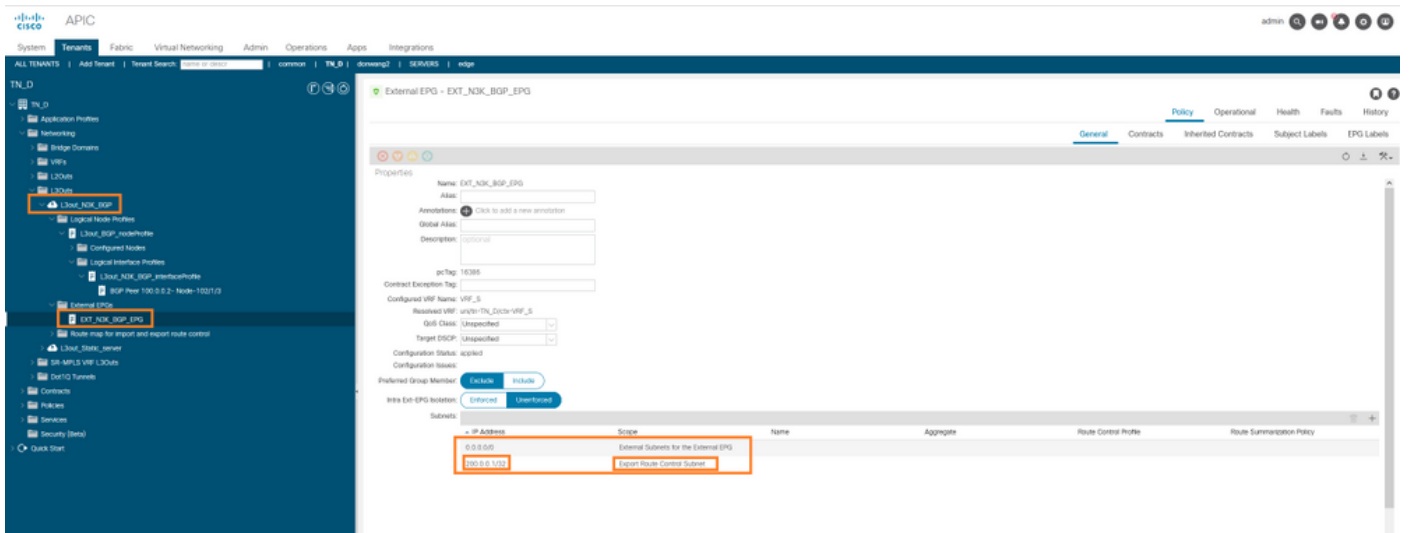 CISCO
APIC
admin
System Tenants Fabric Virtual Networking Admin Operations Apps Integrations
ALL TENANTS | Add Tenant | Tenant Search: name or descr | common | TN_D | donwang2 | SERVERS | edge
TN_D
TN_D
Application Profiles
Networking
Bridge Domains
VRFs
L2Outs
L3Outs
L3out_N3K_BGP
Logical Node Profiles
L3out_BGP_nodeProfile
Configured Nodes
Logical Interface Profiles
L3out_N3K_BGP_interfaceProfile
BGP Peer 100.0.0.2- Node-102/1/3
External EPGs
EXT_N3K_BGP_EPG
Route map for import and export route control
L3out_Static_server
SR-MPLS VRF L3Outs
Dot1Q Tunnels
Contracts
Policies
Services
Security (Beta)
Quick Start
External EPG - EXT_N3K_BGP_EPG
Policy Operational Health Faults History
General Contracts Inherited Contracts Subject Labels EPG Labels
Properties
Name: EXT_N3K_BGP_EPG
Alias:
Annotations: Click to add a new annotation
Global Alias:
Description: optional
pcTag: 16386
Contract Exception Tag:
Configured VRF Name: VRF_S
Resolved VRF: uni/tn-TN_D/ctx-VRF_S
QoS Class: Unspecified
Target DSCP: Unspecified
Configuration Status: applied
Configuration Issues:
Preferred Group Member: Exclude Include
Intra Ext-EPG Isolation: Enforced Unenforced
Subnets:
IP Address Scope Name Aggregate Route Control Profile Route Summarization Policy
0.0.0.0/0 External Subnets for the External EPG
200.0.0.1/32 Export Route Control Subnet